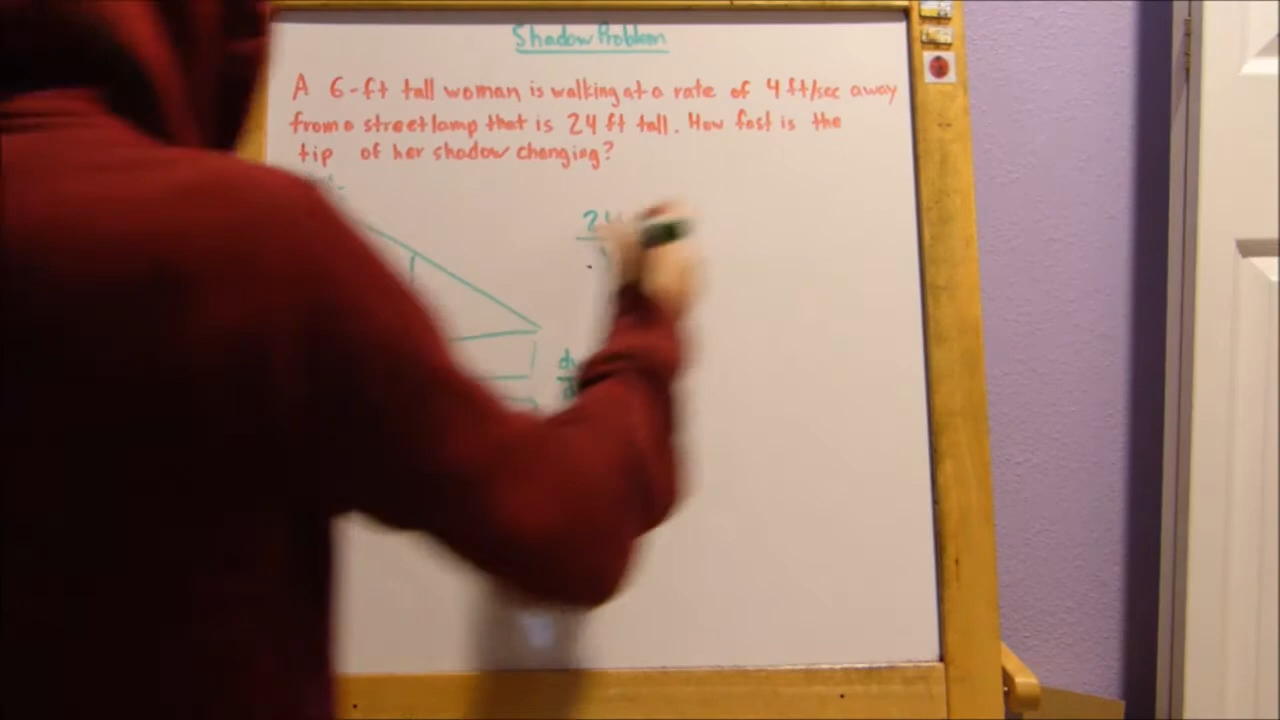 Shadow Problem
A 6-ft tall woman is walking at a rate of 4 ft/sec away
from a streetlamp that is 24 ft tall. How fast is the
tip of her shadow changing?
24